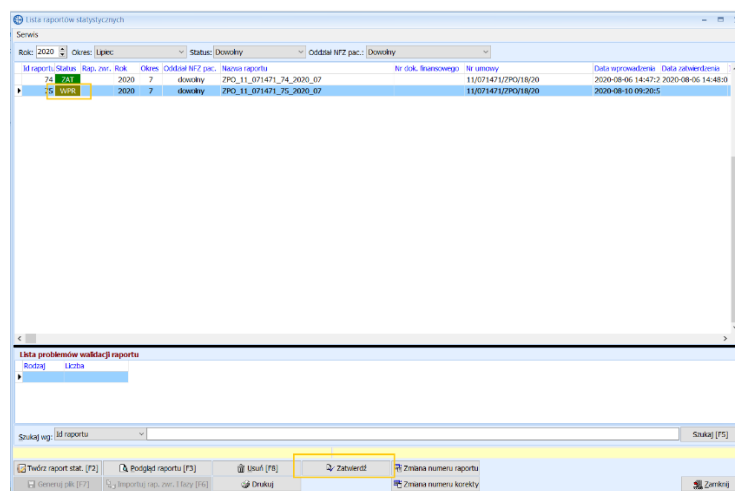 Lista raportów statystycznych
Serwis
Rok: 2020 Okres: Lipiec Status: Dowolny Oddział NFZ pac.: Dowolny
Id raportu Status Rap. zwr. Rok Okres Oddział NFZ pac. Nazwa raportu Nr dok. finansowego Nr umowy Data wprowadzenia Data zatwierdzenia
74 ZAT 2020 7 dowolny ZPO_11_071471_74_2020_07 11/071471/ZPO/18/20 2020-08-06 14:47:2 2020-08-06 14:48:0
75 WPR 2020 7 dowolny ZPO_11_071471_75_2020_07 11/071471/ZPO/18/20 2020-08-10 09:20:5
Lista problemów walidacji raportu
Rodzaj Liczba
Szukaj wg: Id raportu Szukaj [F5]
Twórz raport stat. [F2] Podgląd raportu [F3] Usuń [F8] Zatwierdź Zmiana numeru raportu
Generuj plik [F7] Importuj rap. zwr. i fazy [F6] Drukuj Zmiana numeru korekty Zamknij